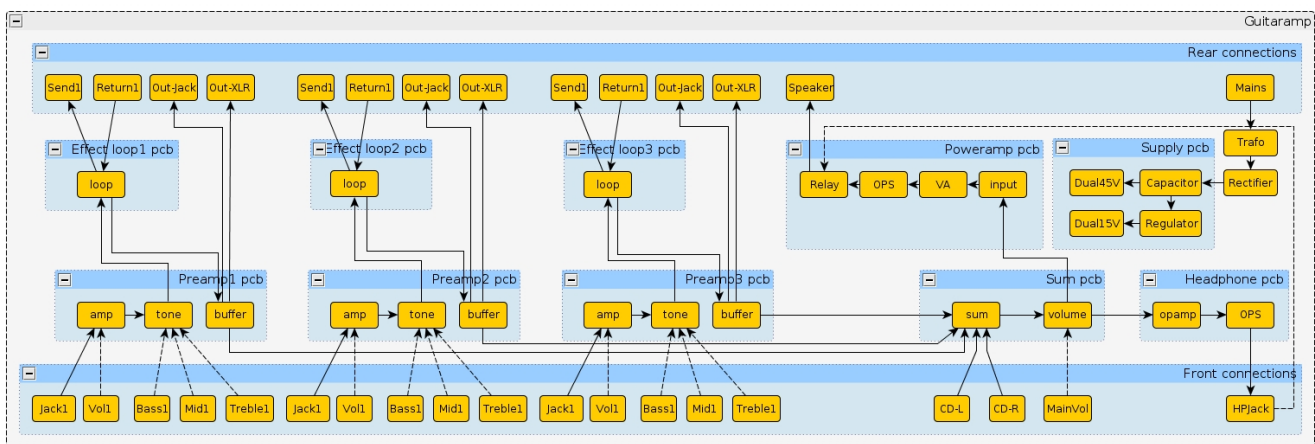 Guitaramp
Rear connections
Send1 Return1 Out-Jack Out-XLR Send1 Return1 Out-Jack Out-XLR Send1 Return1 Out-Jack Out-XLR Speaker Mains
Effect loop1 pcb Effect loop2 pcb Effect loop3 pcb Poweramp pcb Supply pcb Trafo
loop loop loop Relay OPS VA input Dual45V Capacitor Rectifier
Dual15V Regulator
Preamp1 pcb Preamp2 pcb Preamp3 pcb Sum pcb Headphone pcb
amp tone buffer amp tone buffer amp tone buffer sum volume opamp OPS
Front connections
Jack1 Vol1 Bass1 Mid1 Treble1 Jack1 Vol1 Bass1 Mid1 Treble1 Jack1 Vol1 Bass1 Mid1 Treble1 CD-L CD-R MainVol HPJack